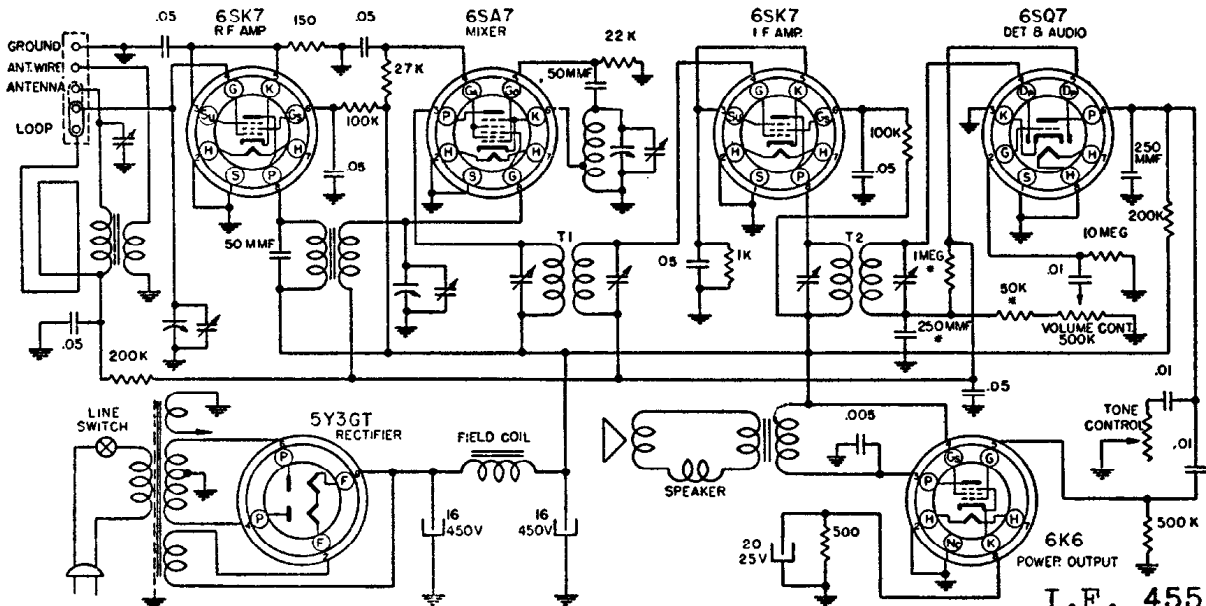 6SK7
R F AMP.
6SA7
MIXER
6SK7
I F AMP.
6SQ7
DET & AUDIO
GROUND
ANT.WIRE
ANTENNA
LOOP
.05
150
.05
27K
100K
.05
50MMF
22K
50 MMF
T1
05
1K
100K
.05
T2
1MEG
*
250MMF
*
50K
*
10 MEG
.01
VOLUME CONT.
500K
250
MMF
200K
.05
.05
200K
LINE
SWITCH
5Y3GT
RECTIFIER
FIELD COIL
16
450V
16
450V
SPEAKER
.005
20
25V
500
6K6
POWER OUTPUT
TONE
CONTROL
.01
.01
500K
I.F. 455